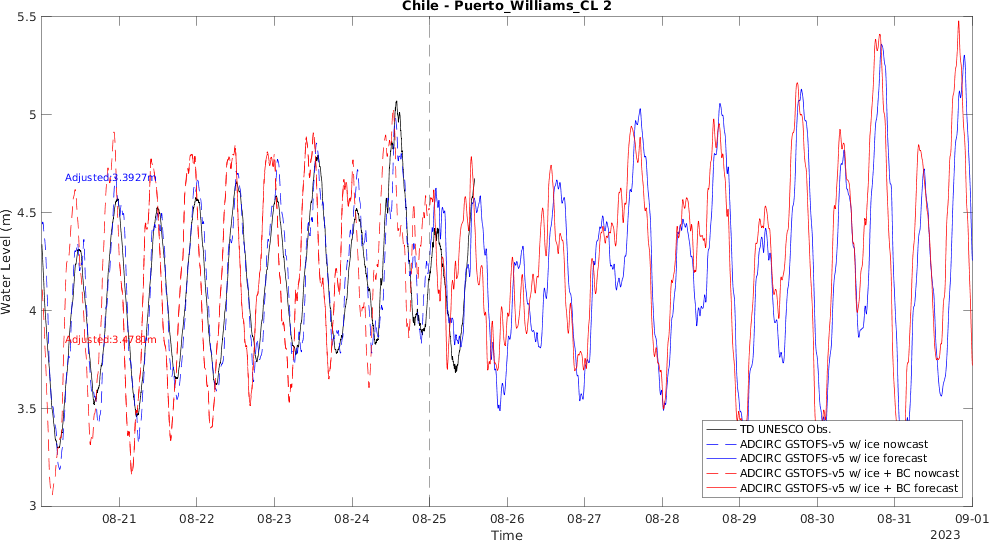 Chile - Puerto_Williams_CL 2
5.5
5
4.5
4
3.5
3
Water Level (m)
Adjusted:3.3927m
Adjusted:3.4781m
TD UNESCO Obs.
ADCIRC GSTOFS-v5 w/ ice nowcast
ADCIRC GSTOFS-v5 w/ ice forecast
ADCIRC GSTOFS-v5 w/ ice + BC nowcast
ADCIRC GSTOFS-v5 w/ ice + BC forecast
08-21 08-22 08-23 08-24 08-25 08-26 08-27 08-28 08-29 08-30 08-31 09-01
Time
2023